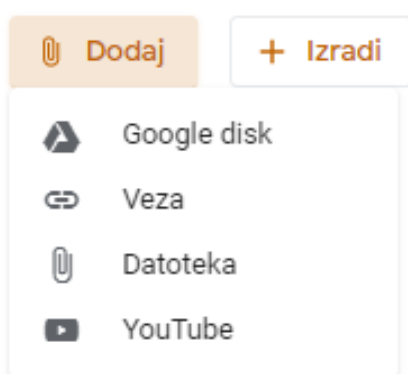 Dodaj + Izradi
Google disk
Veza
Datoteka
YouTube